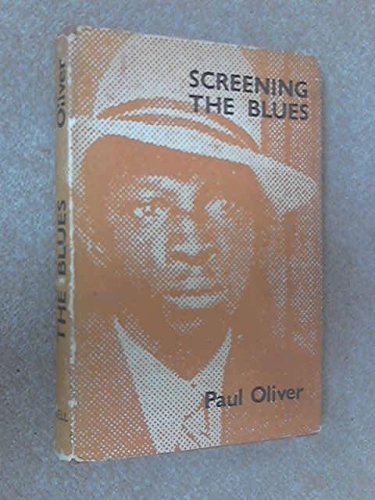 SCREENING
THE BLUES
Paul Oliver
Oliver
THE BLUES